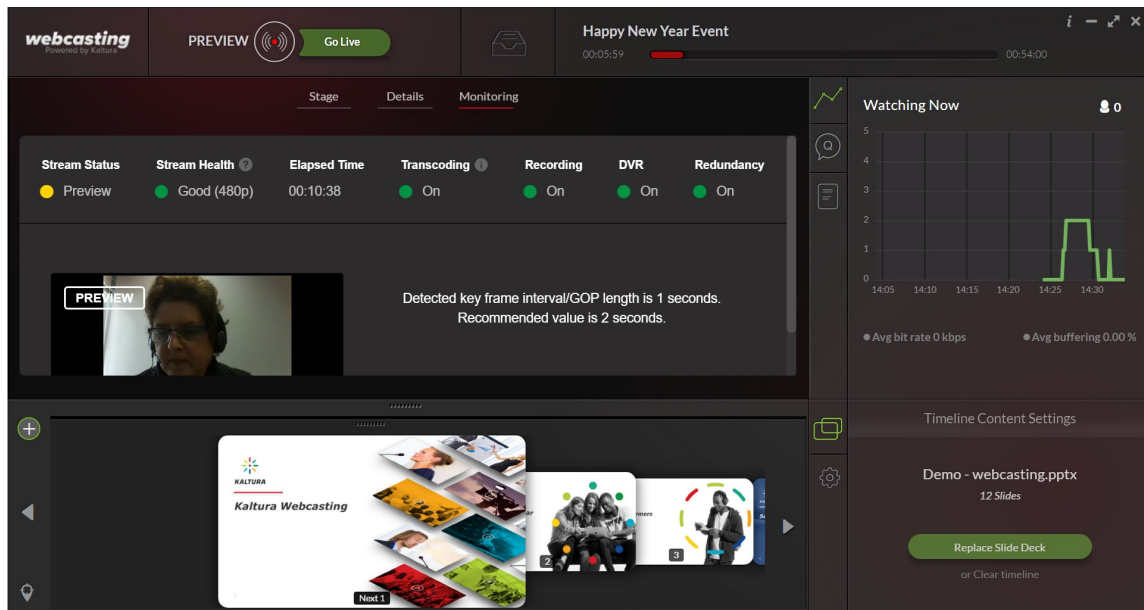 webcasting
Powered by Kaltura
PREVIEW
Go Live
Happy New Year Event
00:05:59
00:54:00
i
Stage
Details
Monitoring
Stream Status
Stream Health ?
Elapsed Time
Transcoding i
Recording
DVR
Redundancy
Preview
Good (480p)
00:10:38
On
On
On
On
PREVIEW
Detected key frame interval/GOP length is 1 seconds.
Recommended value is 2 seconds.
Q
Watching Now
0
5
4
3
2
1
0
14:05
14:10
14:15
14:20
14:25
14:30
Avg bit rate 0 kbps
Avg buffering 0.00 %
KALTURA
Kaltura Webcasting
Next 1
2
3
Timeline Content Settings
Demo - webcasting.pptx
12 Slides
Replace Slide Deck
or Clear timeline